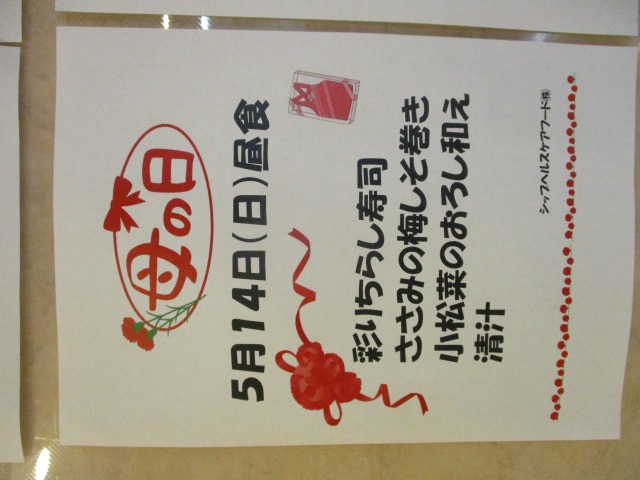 母の日
5月14日(日)昼食
彩りちらし寿司
ささみの梅しそ巻き
小松菜のおろし和え
清汁
シップヘルスケアフード㈱